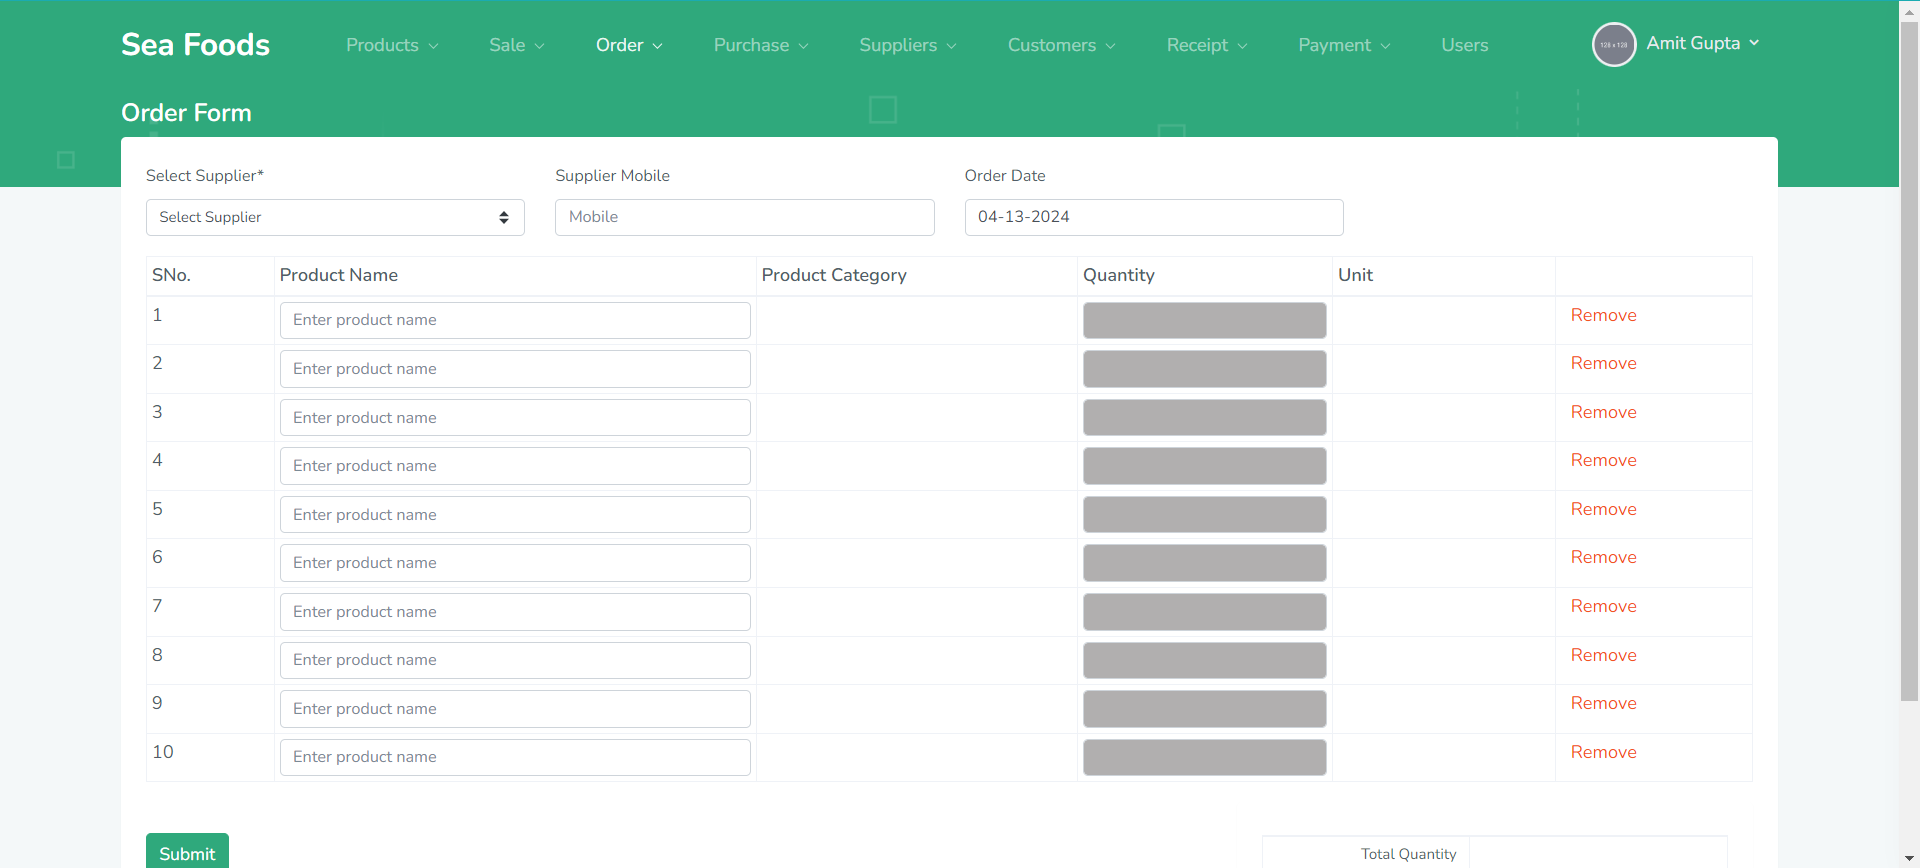 Sea Foods Products Sale Order Purchase Suppliers Customers Receipt Payment Users 128 x 128 Amit Gupta
Order Form
Select Supplier* Supplier Mobile Order Date
Select Supplier Mobile 04-13-2024
SNo. Product Name Product Category Quantity Unit
1 Enter product name Remove
2 Enter product name Remove
3 Enter product name Remove
4 Enter product name Remove
5 Enter product name Remove
6 Enter product name Remove
7 Enter product name Remove
8 Enter product name Remove
9 Enter product name Remove
10 Enter product name Remove
Submit Total Quantity